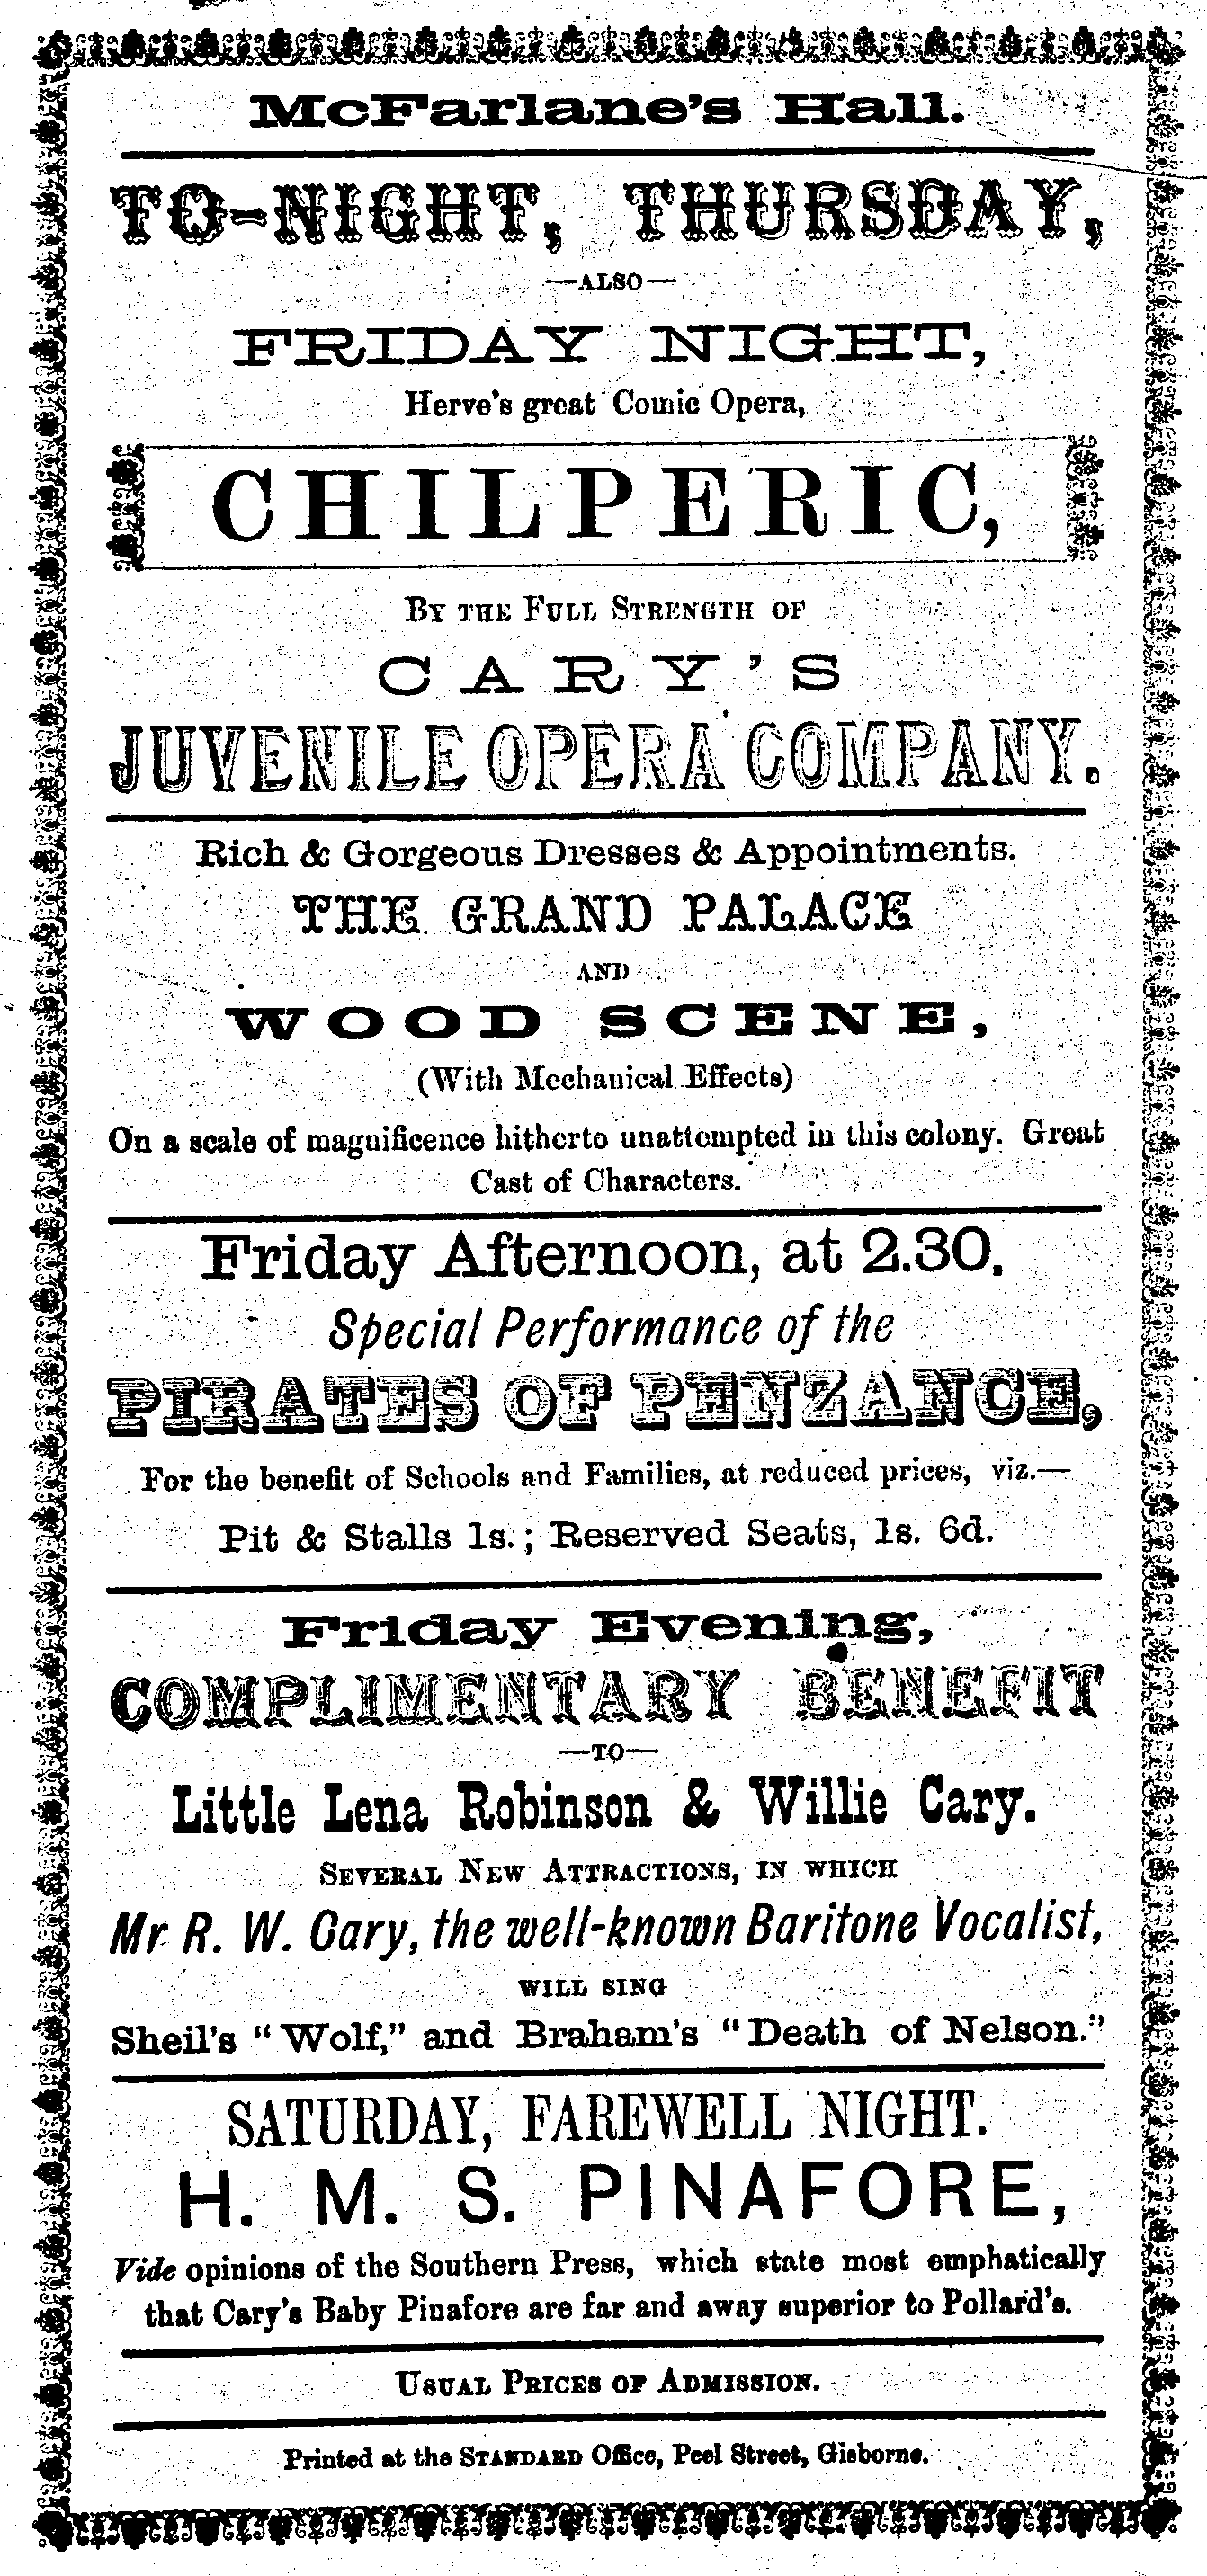 McFarlane's Hall.
TO-NIGHT, THURSDAY,
—ALSO—
FRIDAY NIGHT,
Herve's great Comic Opera,
CHILPERIC,
BY THE FULL STRENGTH OF
CARY'S
JUVENILE OPERA COMPANY.
Rich & Gorgeous Dresses & Appointments.
THE GRAND PALACE
AND
WOOD SCENE,
(With Mechanical Effects)
On a scale of magnificence hitherto unattempted in this colony. Great
Cast of Characters.
Friday Afternoon, at 2.30.
Special Performance of the
PIRATES OF PENZANCE,
For the benefit of Schools and Families, at reduced prices, viz.—
Pit & Stalls 1s.; Reserved Seats, 1s. 6d.
Friday Evening,
COMPLIMENTARY BENEFIT
—TO—
Little Lena Robinson & Willie Cary.
SEVERAL NEW ATTRACTIONS, IN WHICH
Mr R. W. Cary, the well-known Baritone Vocalist,
WILL SING
Sheil's "Wolf," and Braham's "Death of Nelson."
SATURDAY, FAREWELL NIGHT.
H. M. S. PINAFORE,
Vide opinions of the Southern Press, which state most emphatically
that Cary's Baby Pinafore are far and away superior to Pollard's.
USUAL PRICES OF ADMISSION.
Printed at the STANDARD Office, Peel Street, Gisborne.